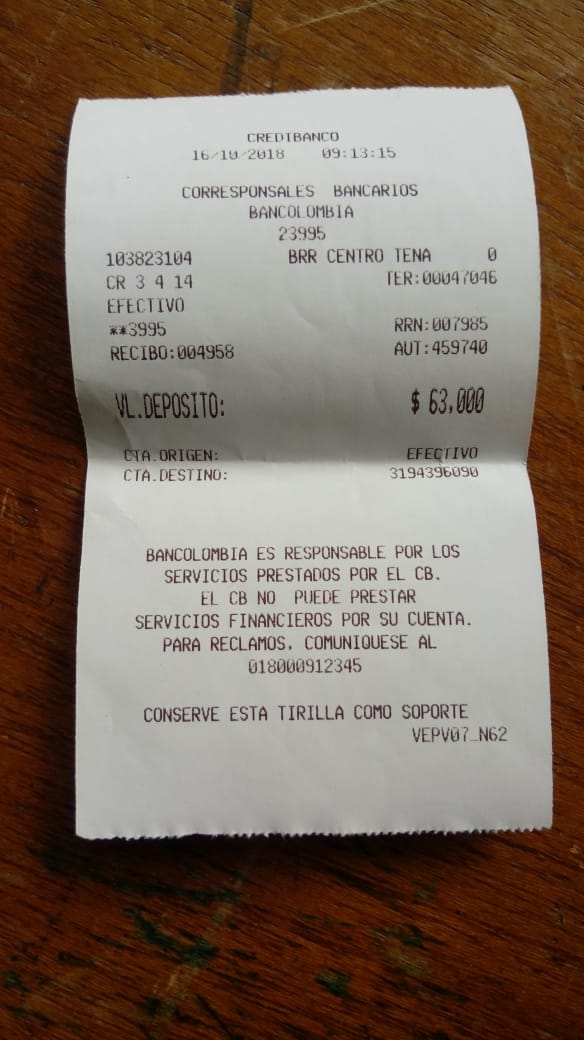 CREDIBANCO
16/10/2018 09:13:15
CORRESPONSALES BANCARIOS
BANCOLOMBIA
23995
103823104 BRR CENTRO TENA 0
CR 3 4 14 TER:00047046
EFECTIVO
**3995 RRN:007985
RECIBO:004958 AUT:459740
VL.DEPOSITO: $ 63,000
CTA.ORIGEN: EFECTIVO
CTA.DESTINO: 3194396090
BANCOLOMBIA ES RESPONSABLE POR LOS
SERVICIOS PRESTADOS POR EL CB.
EL CB NO PUEDE PRESTAR
SERVICIOS FINANCIEROS POR SU CUENTA.
PARA RECLAMOS, COMUNIQUESE AL
018000912345
CONSERVE ESTA TIRILLA COMO SOPORTE
VEPV07_N62